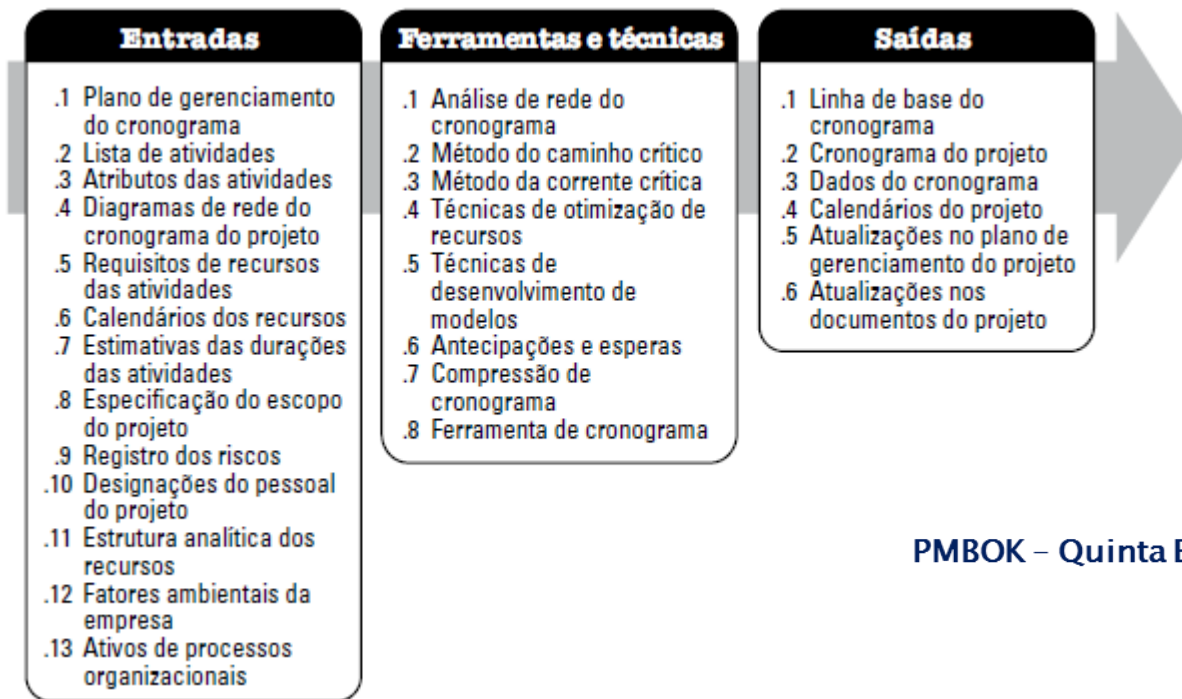 Entradas
.1 Plano de gerenciamento
do cronograma
.2 Lista de atividades
.3 Atributos das atividades
.4 Diagramas de rede do
cronograma do projeto
.5 Requisitos de recursos
das atividades
.6 Calendários dos recursos
.7 Estimativas das durações
das atividades
.8 Especificação do escopo
do projeto
.9 Registro dos riscos
.10 Designações do pessoal
do projeto
.11 Estrutura analítica dos
recursos
.12 Fatores ambientais da
empresa
.13 Ativos de processos
organizacionais
Ferramentas e técnicas
.1 Análise de rede do
cronograma
.2 Método do caminho crítico
.3 Método da corrente crítica
.4 Técnicas de otimização de
recursos
.5 Técnicas de
desenvolvimento de
modelos
.6 Antecipações e esperas
.7 Compressão de
cronograma
.8 Ferramenta de cronograma
Saídas
.1 Linha de base do
cronograma
.2 Cronograma do projeto
.3 Dados do cronograma
.4 Calendários do projeto
.5 Atualizações no plano de
gerenciamento do projeto
.6 Atualizações nos
documentos do projeto
PMBOK – Quinta